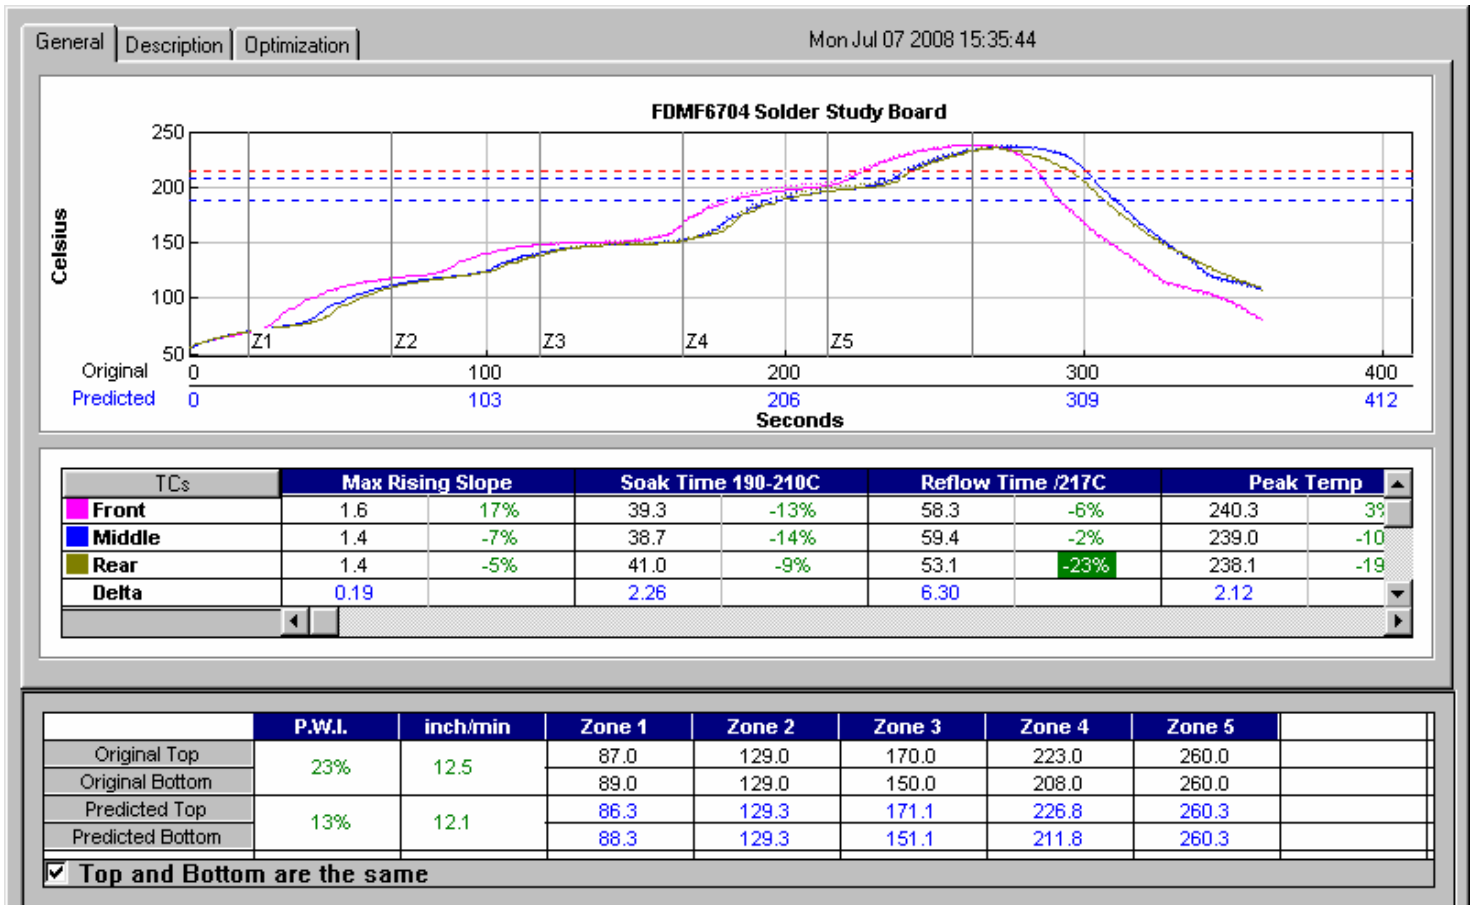 General Description Optimization Mon Jul 07 2008 15:35:44
FDMF6704 Solder Study Board
250
200
150
100
50
Celsius
Z1 Z2 Z3 Z4 Z5
Original 0 100 200 300 400
Predicted 0 103 206 309 412
Seconds
TCs Max Rising Slope Soak Time 190-210C Reflow Time /217C Peak Temp
Front 1.6 17% 39.3 -13% 58.3 -6% 240.3 3%
Middle 1.4 -7% 38.7 -14% 59.4 -2% 239.0 -10
Rear 1.4 -5% 41.0 -9% 53.1 -23% 238.1 -19
Delta 0.19 2.26 6.30 2.12
P.W.I. inch/min Zone 1 Zone 2 Zone 3 Zone 4 Zone 5
Original Top 23% 12.5 87.0 129.0 170.0 223.0 260.0
Original Bottom 89.0 129.0 150.0 208.0 260.0
Predicted Top 13% 12.1 86.3 129.3 171.1 226.8 260.3
Predicted Bottom 88.3 129.3 151.1 211.8 260.3
Top and Bottom are the same